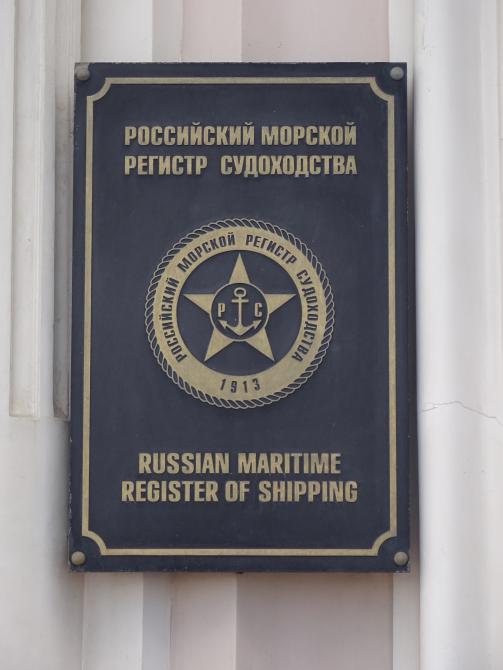 РОССИЙСКИЙ МОРСКОЙ
РЕГИСТР СУДОХОДСТВА
РОССИЙСКИЙ МОРСКОЙ РЕГИСТР СУДОХОДСТВА
Р С
1913
RUSSIAN MARITIME
REGISTER OF SHIPPING